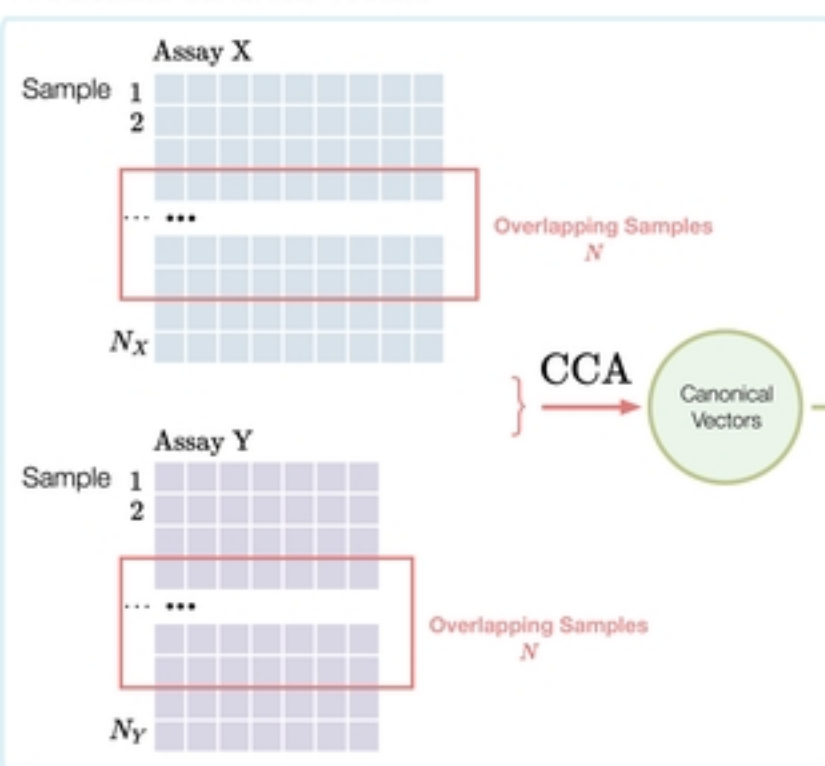 Assay X
Sample 1
2
... •••
Overlapping Samples
N
N_X
CCA
Canonical
Vectors
Assay Y
Sample 1
2
... •••
Overlapping Samples
N
N_Y